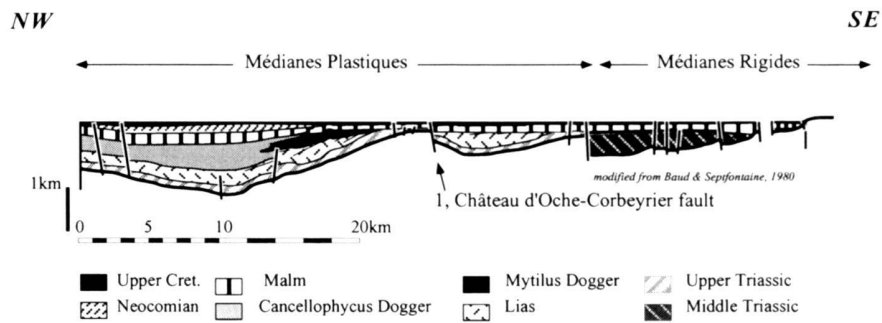 NW SE
Médianes Plastiques Médianes Rigides
modified from Baud & Septfontaine, 1980
1km
1, Château d'Oche-Corbeyrier fault
0 5 10 20km
Upper Cret. Malm Mytilus Dogger Upper Triassic
Neocomian Cancellophycus Dogger Lias Middle Triassic